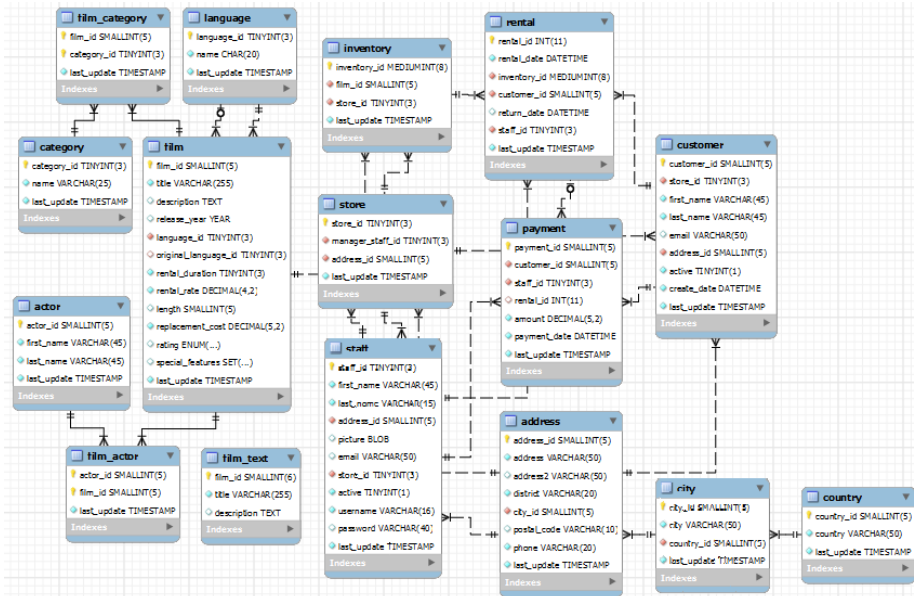 film_category
film_id SMALLINT(5)
category_id TINYINT(3)
last_update TIMESTAMP
Indexes
language
language_id TINYINT(3)
name CHAR(20)
last_update TIMESTAMP
Indexes
inventory
inventory_id MEDIUMINT(8)
film_id SMALLINT(5)
store_id TINYINT(3)
last_update TIMESTAMP
Indexes
rental
rental_id INT(11)
rental_date DATETIME
inventory_id MEDIUMINT(8)
customer_id SMALLINT(5)
return_date DATETIME
staff_id TINYINT(3)
last_update TIMESTAMP
Indexes
category
category_id TINYINT(3)
name VARCHAR(25)
last_update TIMESTAMP
Indexes
film
film_id SMALLINT(5)
title VARCHAR(255)
description TEXT
release_year YEAR
language_id TINYINT(3)
original_language_id TINYINT(3)
rental_duration TINYINT(3)
rental_rate DECIMAL(4,2)
length SMALLINT(5)
replacement_cost DECIMAL(5,2)
rating ENUM(...)
special_features SET(...)
last_update TIMESTAMP
Indexes
customer
customer_id SMALLINT(5)
store_id TINYINT(3)
first_name VARCHAR(45)
last_name VARCHAR(45)
email VARCHAR(50)
address_id SMALLINT(5)
active TINYINT(1)
create_date DATETIME
last_update TIMESTAMP
Indexes
store
store_id TINYINT(3)
manager_staff_id TINYINT(3)
address_id SMALLINT(5)
last_update TIMESTAMP
Indexes
payment
payment_id SMALLINT(5)
customer_id SMALLINT(5)
staff_id TINYINT(3)
rental_id INT(11)
amount DECIMAL(5,2)
payment_date DATETIME
last_update TIMESTAMP
Indexes
actor
actor_id SMALLINT(5)
first_name VARCHAR(45)
last_name VARCHAR(45)
last_update TIMESTAMP
Indexes
staff
staff_id TINYINT(3)
first_name VARCHAR(45)
last_name VARCHAR(45)
address_id SMALLINT(5)
picture BLOB
email VARCHAR(50)
store_id TINYINT(3)
active TINYINT(1)
username VARCHAR(16)
password VARCHAR(40)
last_update TIMESTAMP
Indexes
address
address_id SMALLINT(5)
address VARCHAR(50)
address2 VARCHAR(50)
district VARCHAR(20)
city_id SMALLINT(5)
postal_code VARCHAR(10)
phone VARCHAR(20)
last_update TIMESTAMP
Indexes
film_actor
actor_id SMALLINT(5)
film_id SMALLINT(5)
last_update TIMESTAMP
Indexes
film_text
film_id SMALLINT(6)
title VARCHAR(255)
description TEXT
Indexes
city
city_id SMALLINT(5)
city VARCHAR(50)
country_id SMALLINT(5)
last_update TIMESTAMP
Indexes
country
country_id SMALLINT(5)
country VARCHAR(50)
last_update TIMESTAMP
Indexes